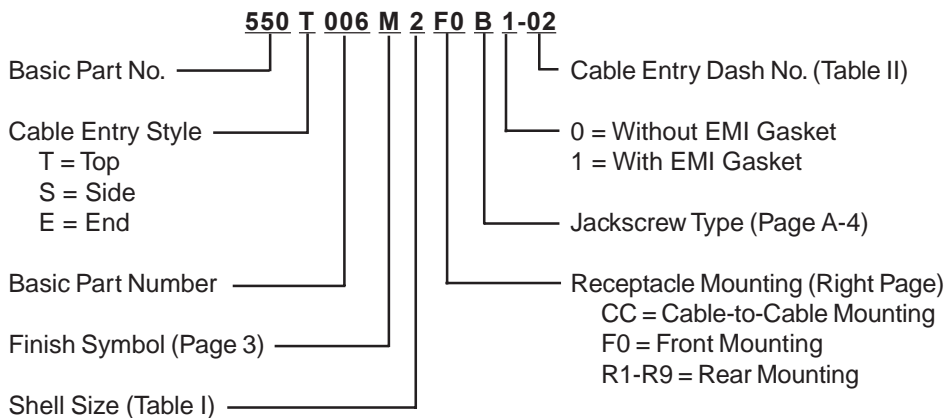 550 T 006 M 2 F0 B 1-02
Basic Part No.
Cable Entry Style
T = Top
S = Side
E = End
Basic Part Number
Finish Symbol (Page 3)
Shell Size (Table I)
Cable Entry Dash No. (Table II)
0 = Without EMI Gasket
1 = With EMI Gasket
Jackscrew Type (Page A-4)
Receptacle Mounting (Right Page)
CC = Cable-to-Cable Mounting
F0 = Front Mounting
R1-R9 = Rear Mounting